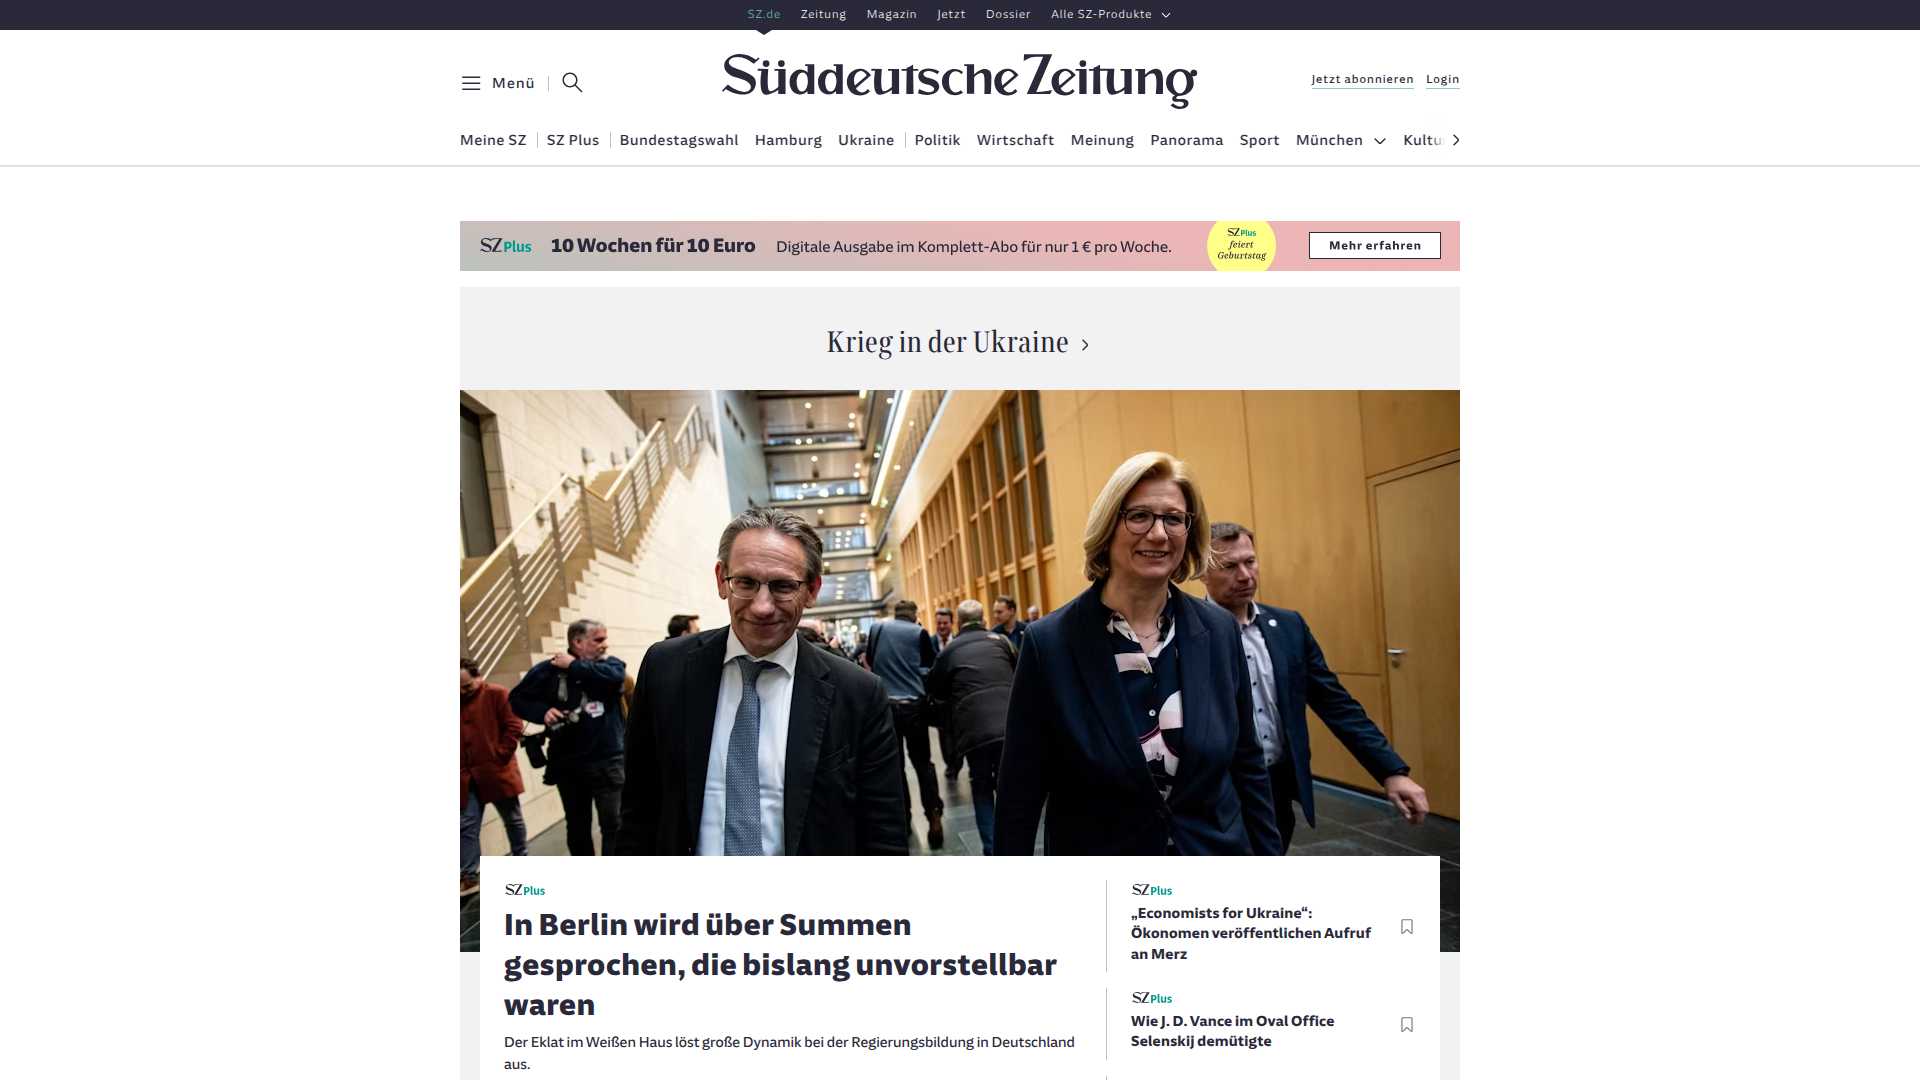 SZ.de Zeitung Magazin Jetzt Dossier Alle SZ-Produkte
Menü
Süddeutsche Zeitung
Jetzt abonnieren Login
Meine SZ SZ Plus Bundestagswahl Hamburg Ukraine Politik Wirtschaft Meinung Panorama Sport München Kultu
SZ Plus 10 Wochen für 10 Euro Digitale Ausgabe im Komplett-Abo für nur 1 € pro Woche.
SZ Plus
feiert
Geburtstag
Mehr erfahren
Krieg in der Ukraine
SZ Plus
In Berlin wird über Summen
gesprochen, die bislang unvorstellbar
waren
Der Eklat im Weißen Haus löst große Dynamik bei der Regierungsbildung in Deutschland
aus.
SZ Plus
„Economists for Ukraine“:
Ökonomen veröffentlichen Aufruf
an Merz
SZ Plus
Wie J. D. Vance im Oval Office
Selenskij demütigte